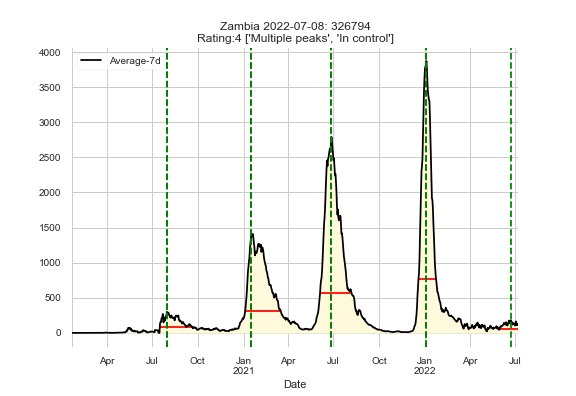 Zambia 2022-07-08: 326794
Rating:4 ['Multiple peaks', 'In control']
Average-7d
4000
3500
3000
2500
2000
1500
1000
500
0
Apr
Jul
Oct
Jan
2021
Apr
Jul
Oct
Jan
2022
Apr
Jul
Date